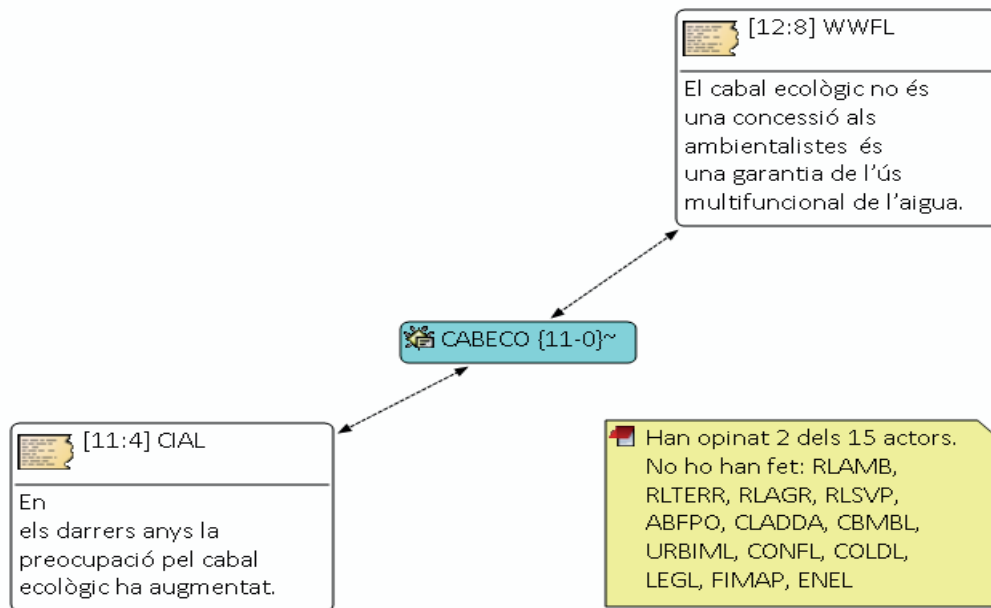 [12:8] WWFL
El cabal ecològic no és
una concessió als
ambientalistes és
una garantia de l'ús
multifuncional de l'aigua.
CABECO {11-0}~
[11:4] CIAL
En
els darrers anys la
preocupació pel cabal
ecològic ha augmentat.
Han opinat 2 dels 15 actors.
No ho han fet: RLAMB,
RLTERR, RLAGR, RLSVP,
ABFPO, CLADDA, CBMBL,
URBIML, CONFL, COLDL,
LEGL, FIMAP, ENEL